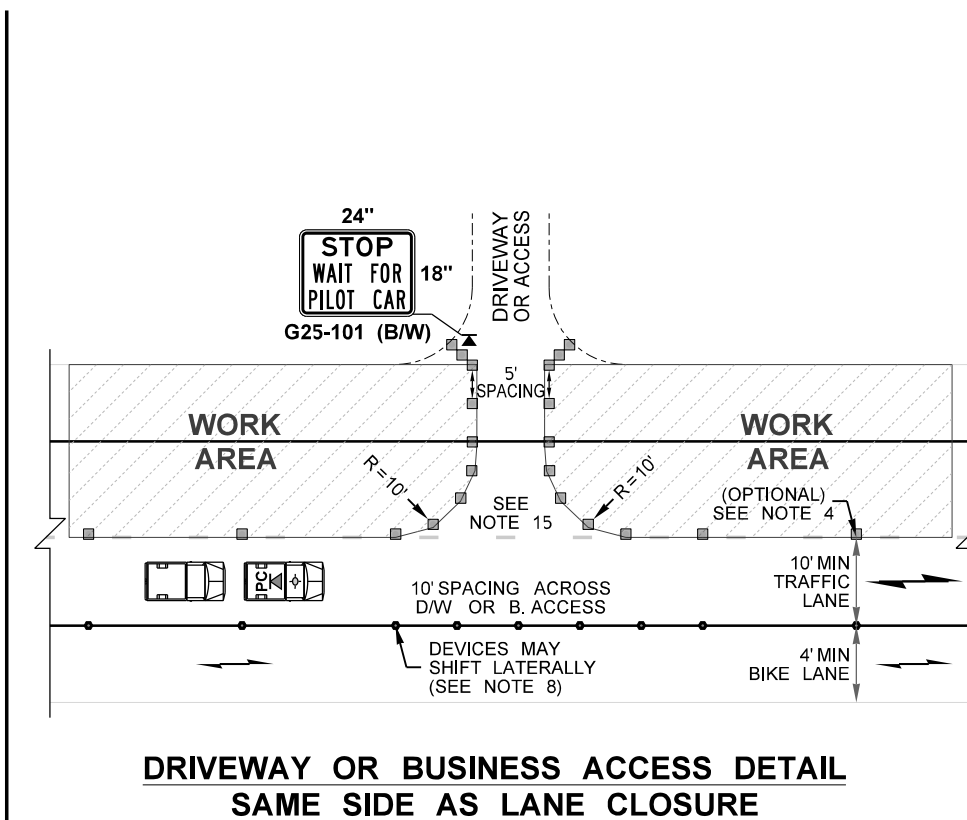 24"
STOP
WAIT FOR
PILOT CAR
18"
G25-101 (B/W)
DRIVEWAY
OR ACCESS
5'
SPACING
WORK
AREA
WORK
AREA
R=10'
R=10'
SEE
NOTE 15
(OPTIONAL)
SEE NOTE 4
PC
10' SPACING ACROSS
D/W OR B. ACCESS
10' MIN
TRAFFIC
LANE
DEVICES MAY
SHIFT LATERALLY
(SEE NOTE 8)
4' MIN
BIKE LANE
DRIVEWAY OR BUSINESS ACCESS DETAIL
SAME SIDE AS LANE CLOSURE